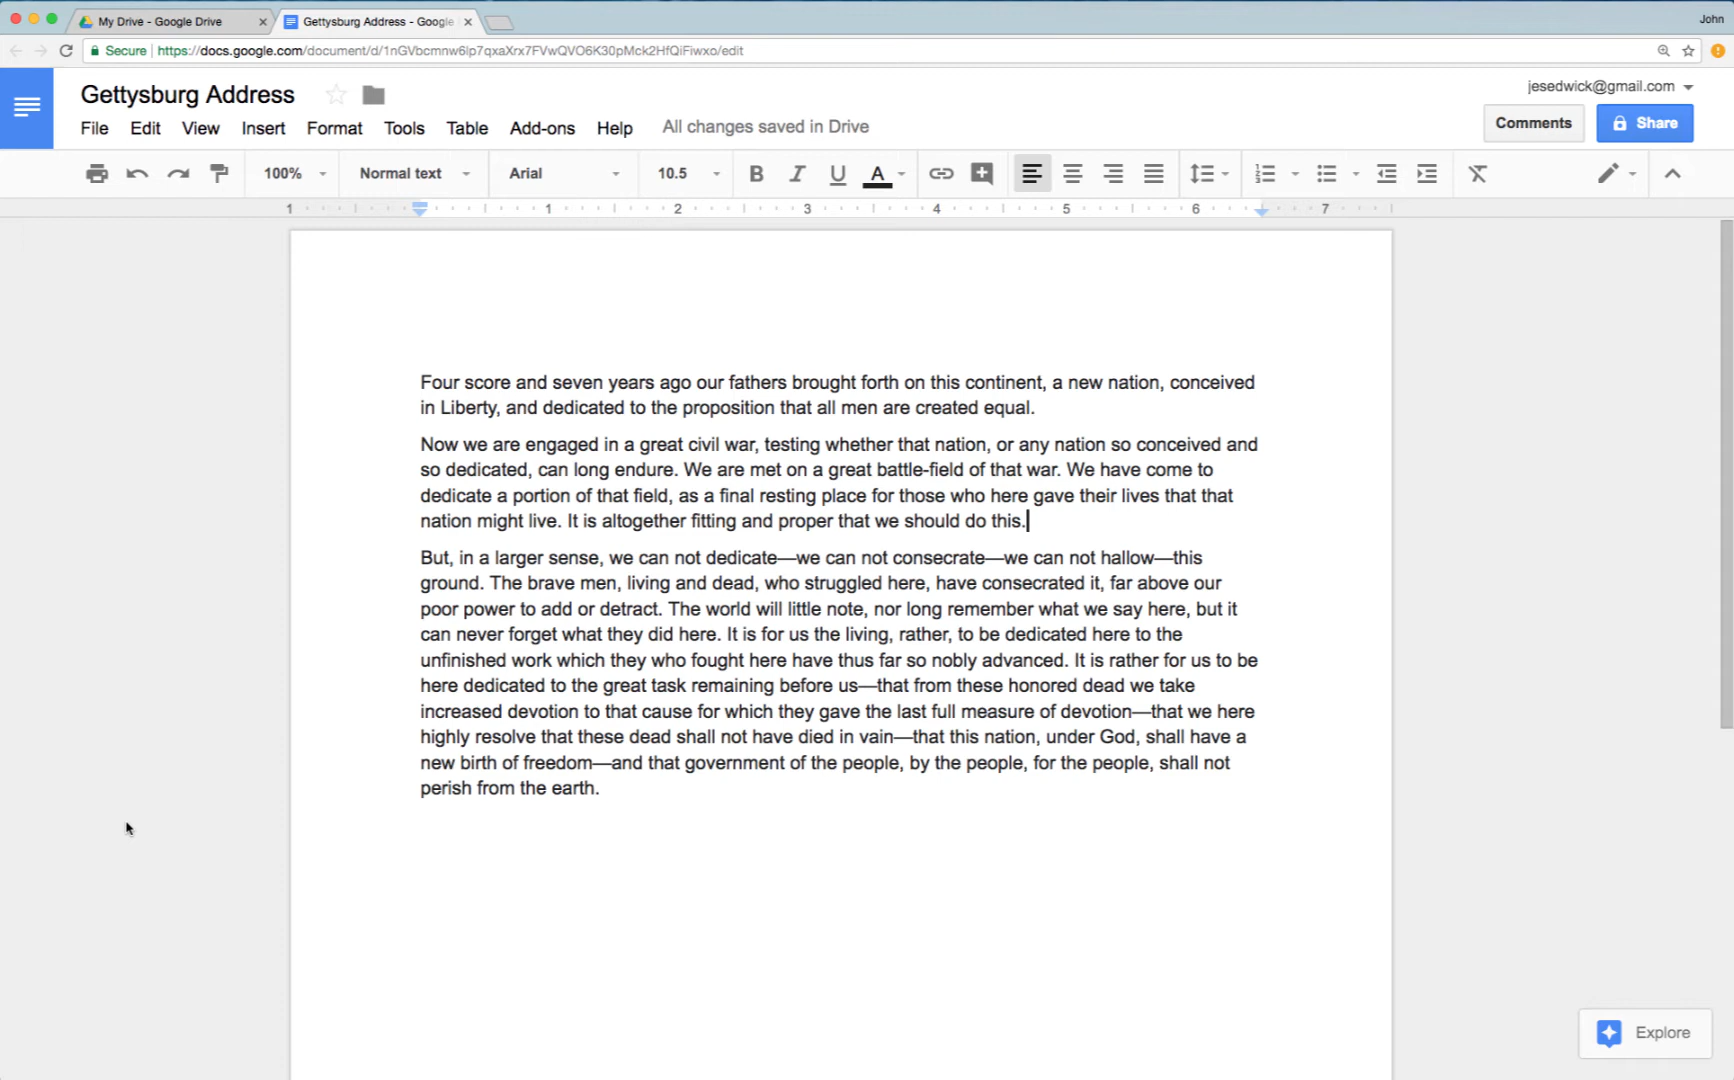 My Drive - Google Drive
Gettysburg Address - Google
John
Secure https://docs.google.com/document/d/1nGVbcmnw6lp7qxaXrx7FVwQVO6K30pMck2HfQiFiwxo/edit
Gettysburg Address
jesedwick@gmail.com
File Edit View Insert Format Tools Table Add-ons Help All changes saved in Drive
Comments Share
100% Normal text Arial 10.5 B I U A
1 1 2 3 4 5 6 7
Four score and seven years ago our fathers brought forth on this continent, a new nation, conceived
in Liberty, and dedicated to the proposition that all men are created equal.
Now we are engaged in a great civil war, testing whether that nation, or any nation so conceived and
so dedicated, can long endure. We are met on a great battle-field of that war. We have come to
dedicate a portion of that field, as a final resting place for those who here gave their lives that that
nation might live. It is altogether fitting and proper that we should do this.
But, in a larger sense, we can not dedicate—we can not consecrate—we can not hallow—this
ground. The brave men, living and dead, who struggled here, have consecrated it, far above our
poor power to add or detract. The world will little note, nor long remember what we say here, but it
can never forget what they did here. It is for us the living, rather, to be dedicated here to the
unfinished work which they who fought here have thus far so nobly advanced. It is rather for us to be
here dedicated to the great task remaining before us—that from these honored dead we take
increased devotion to that cause for which they gave the last full measure of devotion—that we here
highly resolve that these dead shall not have died in vain—that this nation, under God, shall have a
new birth of freedom—and that government of the people, by the people, for the people, shall not
perish from the earth.
Explore